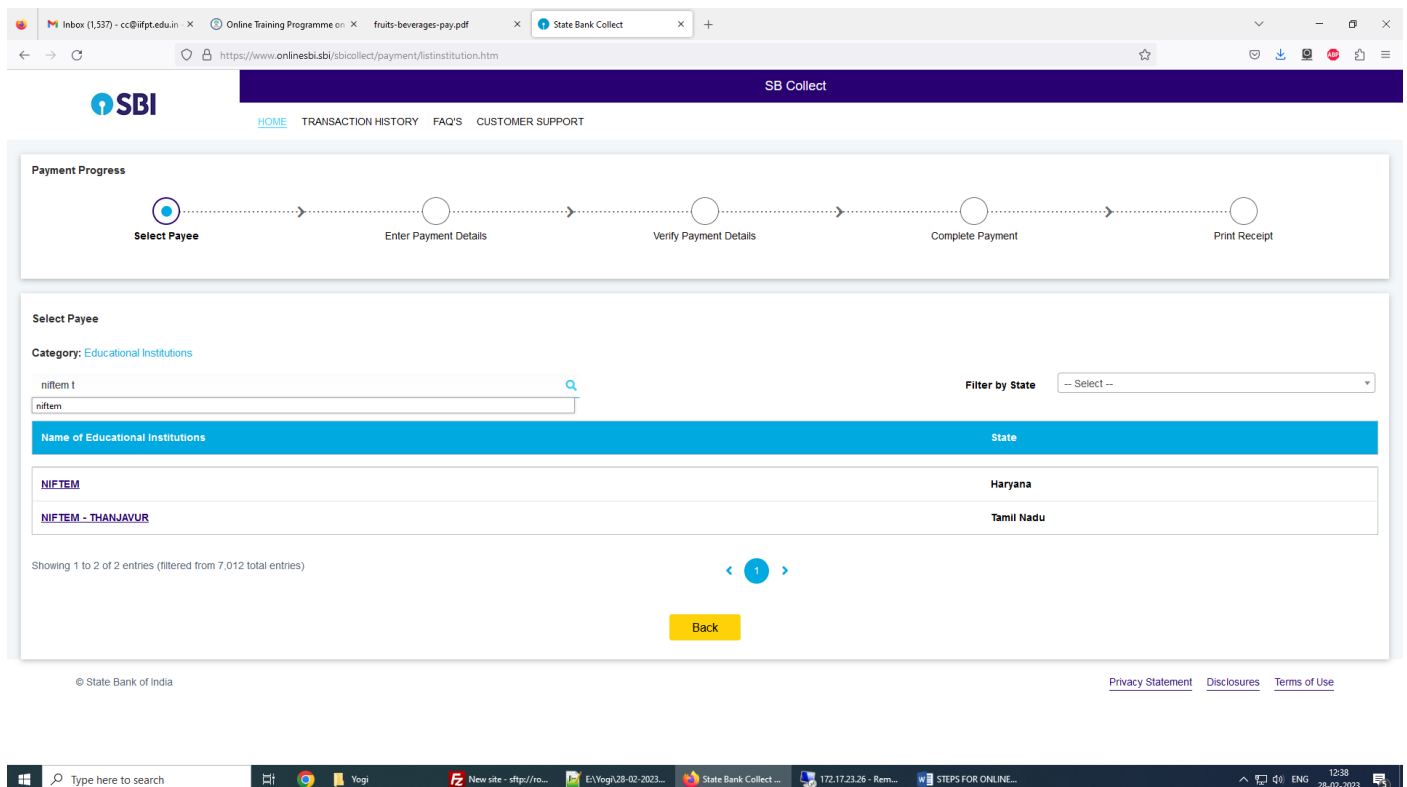 Inbox (1,537) - cc@iifpt.edu.in
Online Training Programme on
fruits-beverages-pay.pdf
State Bank Collect
https://www.onlinesbi.sbi/sbicollect/payment/listinstitution.htm
ABP
SBI
SB Collect
HOME TRANSACTION HISTORY FAQ'S CUSTOMER SUPPORT
Payment Progress
Select Payee
Enter Payment Details
Verify Payment Details
Complete Payment
Print Receipt
Select Payee
Category: Educational Institutions
niftem t
Filter by State -- Select --
niftem
Name of Educational Institutions State
NIFTEM Haryana
NIFTEM - THANJAVUR Tamil Nadu
Showing 1 to 2 of 2 entries (filtered from 7,012 total entries)
1
Back
© State Bank of India
Privacy Statement Disclosures Terms of Use
Type here to search
Yogi
New site - sftp://ro...
E:\Yogi\28-02-2023...
State Bank Collect ...
172.17.23.26 - Rem...
STEPS FOR ONLINE...
ENG
12:38
28-02-2023